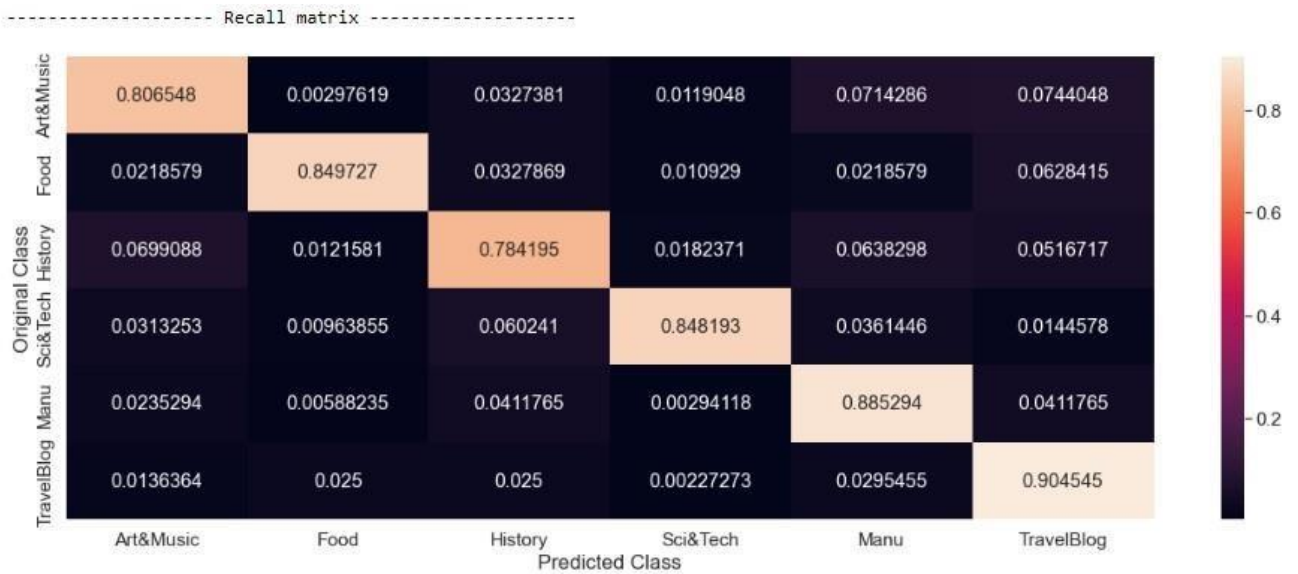 -------------------- Recall matrix --------------------
Art&Music 0.806548 0.00297619 0.0327381 0.0119048 0.0714286 0.0744048
Food 0.0218579 0.849727 0.0327869 0.010929 0.0218579 0.0628415
History 0.0699088 0.0121581 0.784195 0.0182371 0.0638298 0.0516717
Sci&Tech 0.0313253 0.00963855 0.060241 0.848193 0.0361446 0.0144578
Manu 0.0235294 0.00588235 0.0411765 0.00294118 0.885294 0.0411765
TravelBlog 0.0136364 0.025 0.025 0.00227273 0.0295455 0.904545
Original Class
Art&Music Food History Sci&Tech Manu TravelBlog
Predicted Class
0.8
0.6
0.4
0.2